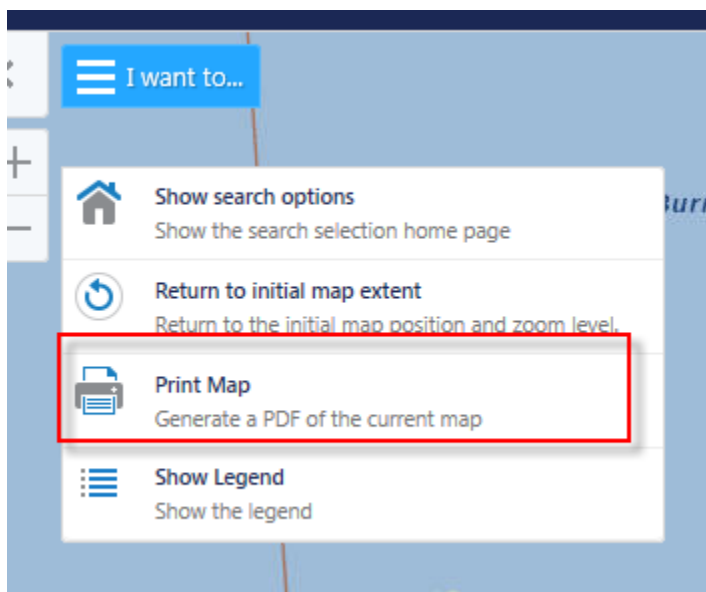 I want to...
Show search options
Show the search selection home page
Return to initial map extent
Return to the initial map position and zoom level.
Print Map
Generate a PDF of the current map
Show Legend
Show the legend